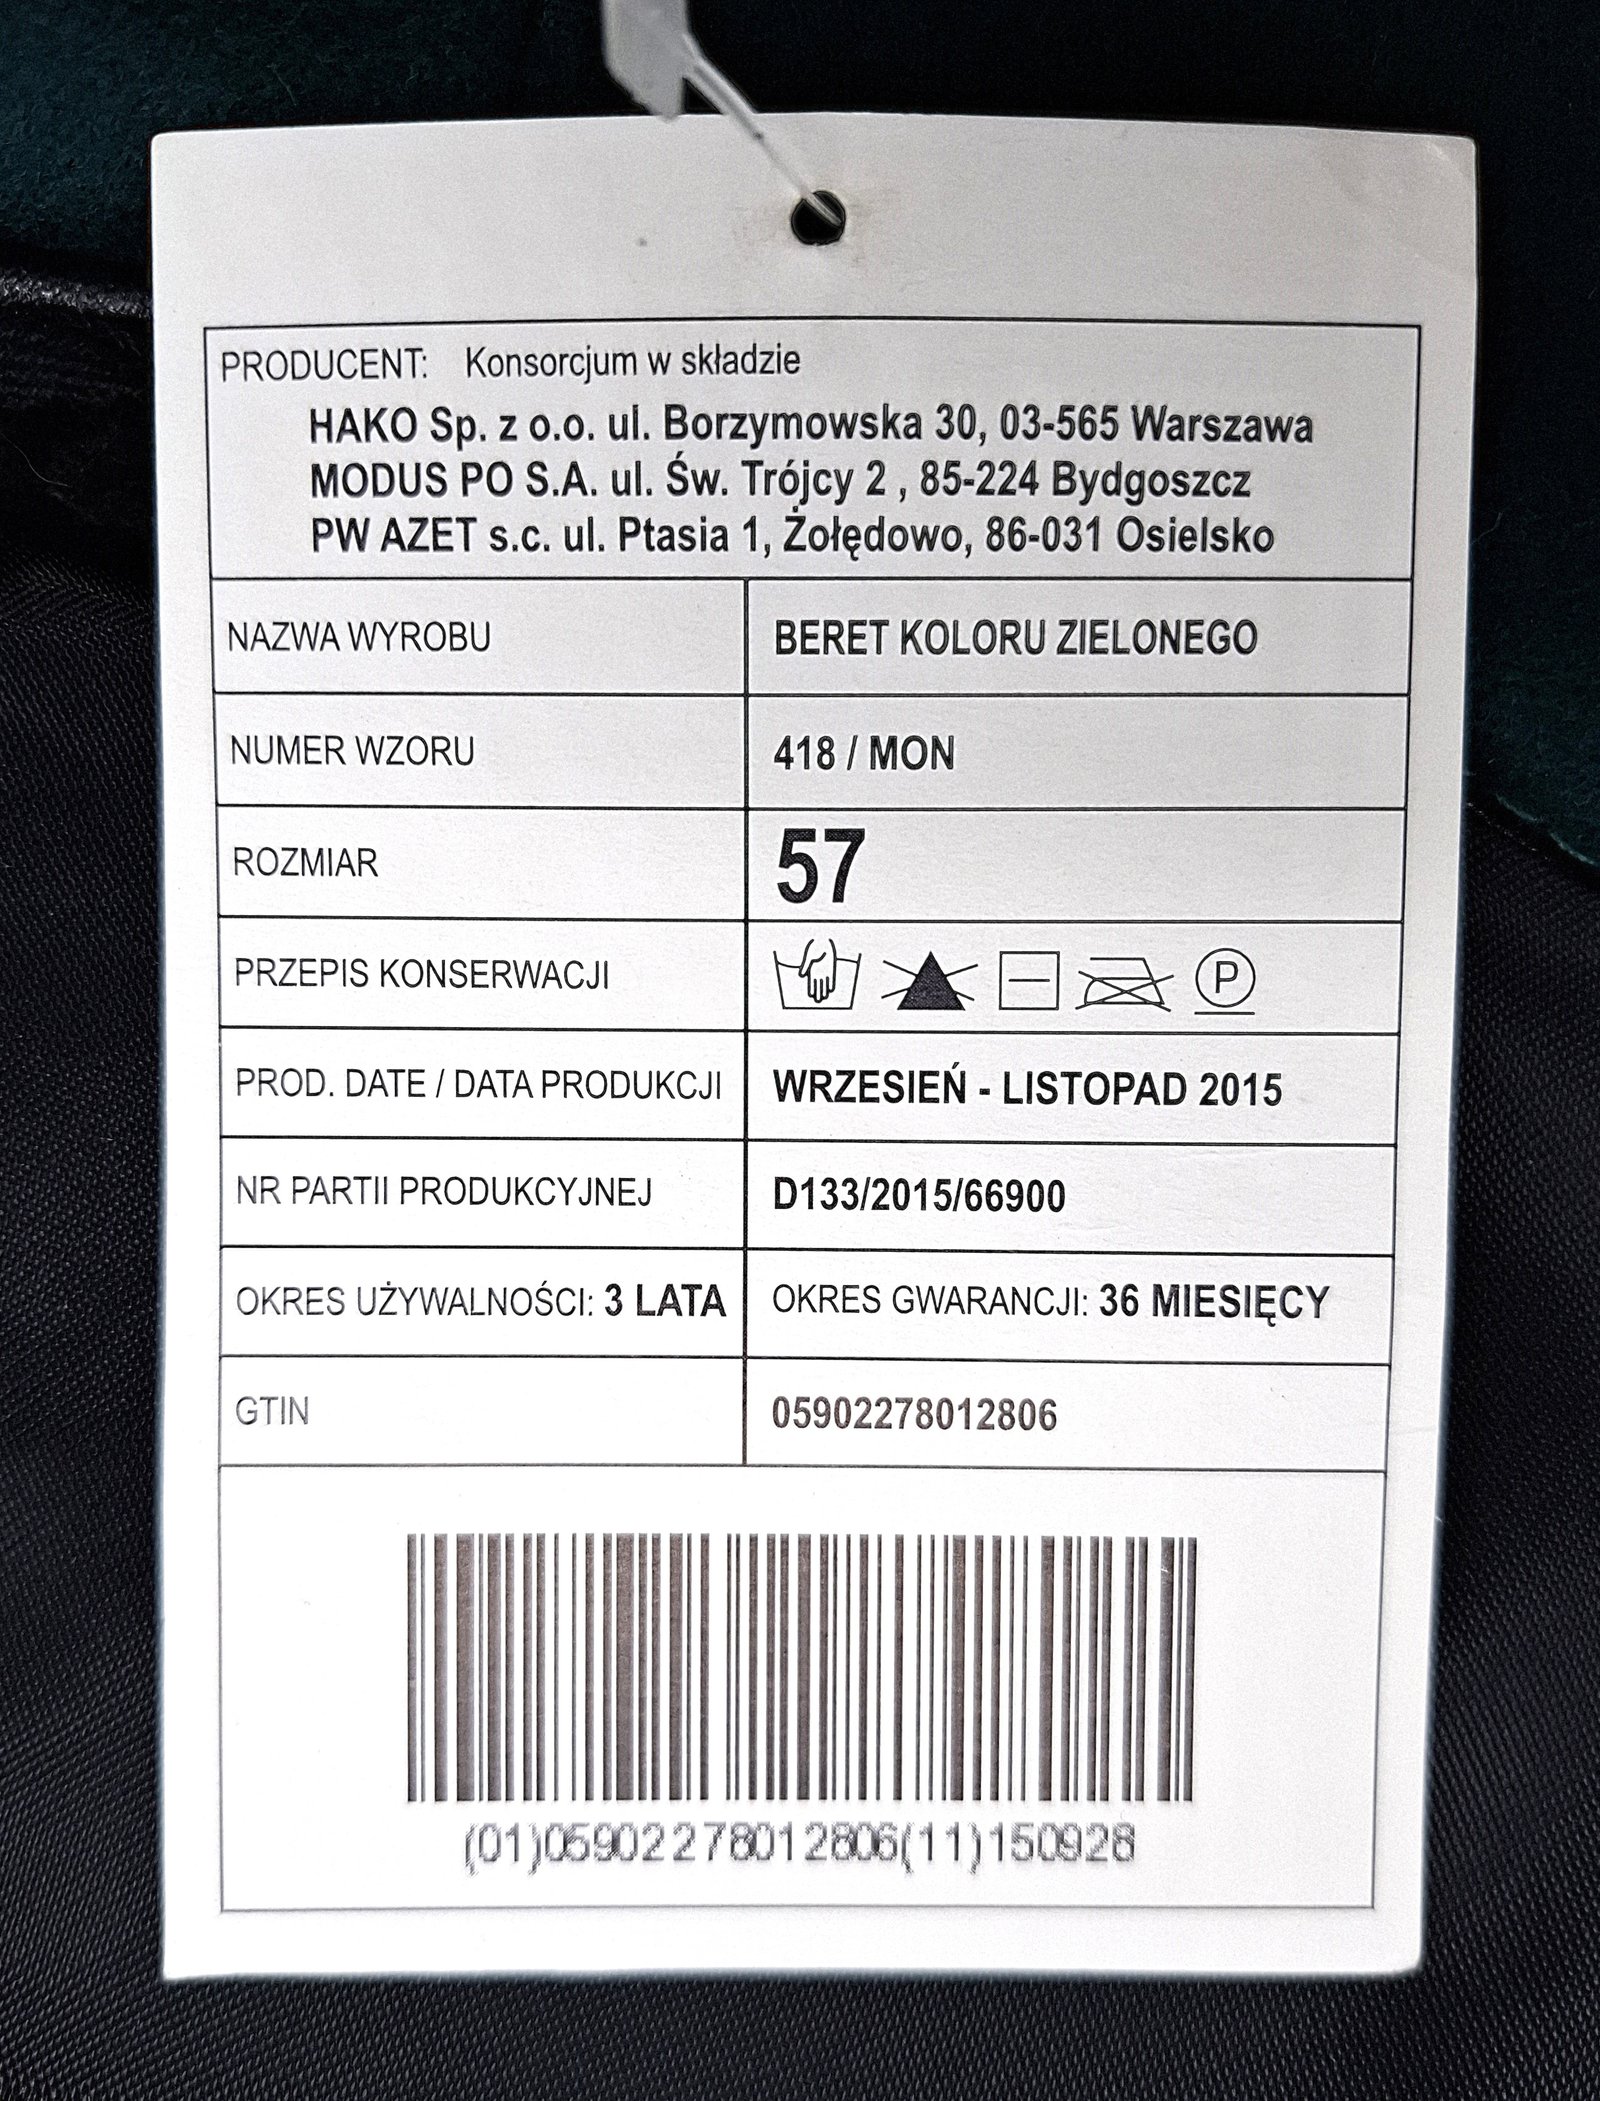 PRODUCENT: Konsorcjum w składzie
HAKO Sp. z o.o. ul. Borzymowska 30, 03-565 Warszawa
MODUS PO S.A. ul. Św. Trójcy 2 , 85-224 Bydgoszcz
PW AZET s.c. ul. Ptasia 1, Żołędowo, 86-031 Osielsko
NAZWA WYROBU BERET KOLORU ZIELONEGO
NUMER WZORU 418 / MON
ROZMIAR 57
PRZEPIS KONSERWACJI P
PROD. DATE / DATA PRODUKCJI WRZESIEŃ - LISTOPAD 2015
NR PARTII PRODUKCYJNEJ D133/2015/66900
OKRES UŻYWALNOŚCI: 3 LATA OKRES GWARANCJI: 36 MIESIĘCY
GTIN 05902278012806
(01)05902278012806(11)150928